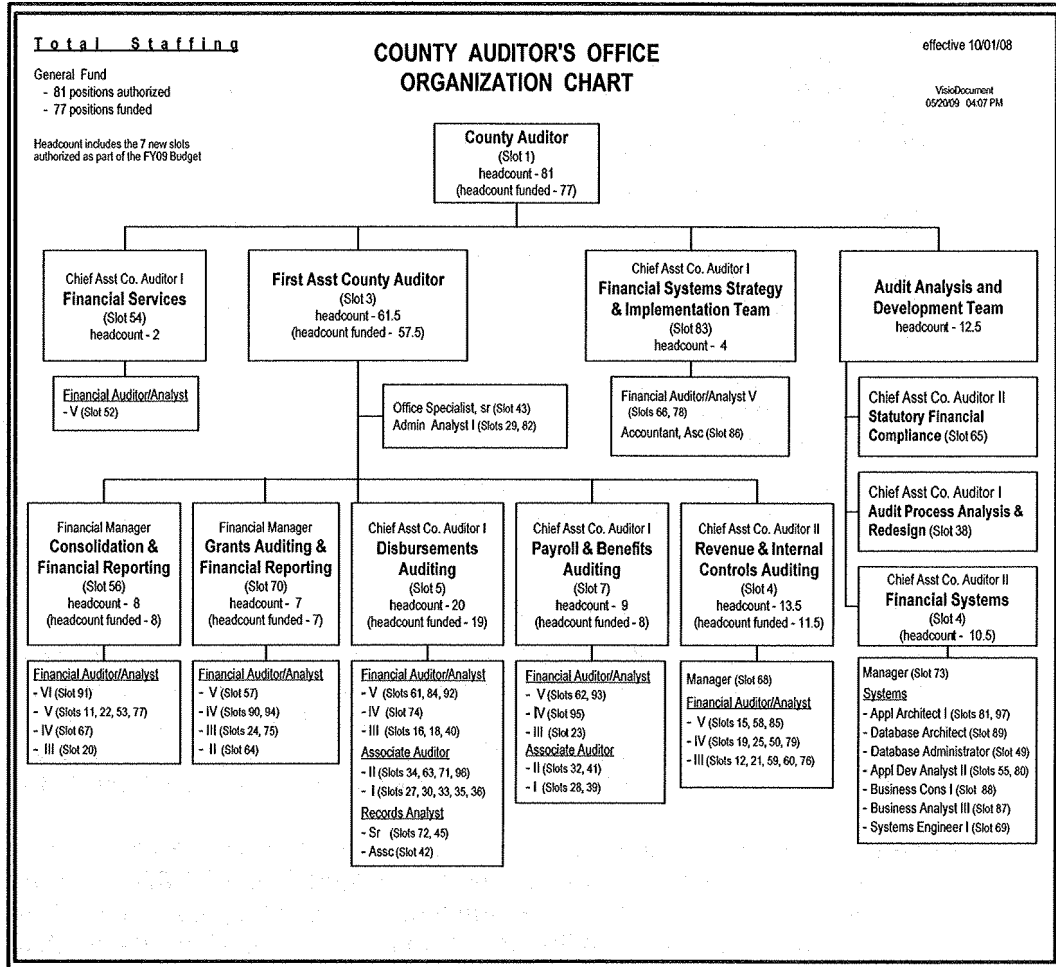 Total Staffing
General Fund
- 81 positions authorized
- 77 positions funded
Headcount includes the 7 new slots
authorized as part of the FY09 Budget
COUNTY AUDITOR'S OFFICE
ORGANIZATION CHART
effective 10/01/08
VisioDocument
05/20/09 04:07 PM
County Auditor
(Slot 1)
headcount - 81
(headcount funded - 77)
Chief Asst Co. Auditor I
Financial Services
(Slot 54)
headcount - 2
First Asst County Auditor
(Slot 3)
headcount - 61.5
(headcount funded - 57.5)
Chief Asst Co. Auditor I
Financial Systems Strategy
& Implementation Team
(Slot 83)
headcount - 4
Audit Analysis and
Development Team
headcount - 12.5
Financial Auditor/Analyst
- V (Slot 52)
Office Specialist, sr (Slot 43)
Admin Analyst I (Slots 29, 82)
Financial Auditor/Analyst V
(Slots 66, 78)
Accountant, Asc (Slot 86)
Chief Asst Co. Auditor II
Statutory Financial
Compliance (Slot 65)
Chief Asst Co. Auditor I
Audit Process Analysis &
Redesign (Slot 38)
Chief Asst Co. Auditor II
Financial Systems
(Slot 4)
(headcount - 10.5)
Financial Manager
Consolidation &
Financial Reporting
(Slot 56)
headcount - 8
(headcount funded - 8)
Financial Manager
Grants Auditing &
Financial Reporting
(Slot 70)
headcount - 7
(headcount funded - 7)
Chief Asst Co. Auditor I
Disbursements
Auditing
(Slot 5)
headcount - 20
(headcount funded - 19)
Chief Asst Co. Auditor I
Payroll & Benefits
Auditing
(Slot 7)
headcount - 9
(headcount funded - 8)
Chief Asst Co. Auditor II
Revenue & Internal
Controls Auditing
(Slot 4)
headcount - 13.5
(headcount funded - 11.5)
Financial Auditor/Analyst
- VI (Slot 91)
- V (Slots 11, 22, 53, 77)
- IV (Slot 67)
- III (Slot 20)
Financial Auditor/Analyst
- V (Slot 57)
- IV (Slots 90, 94)
- III (Slots 24, 75)
- II (Slot 64)
Financial Auditor/Analyst
- V (Slots 61, 84, 92)
- IV (Slot 74)
- III (Slots 16, 18, 40)
Associate Auditor
- II (Slots 34, 63, 71, 96)
- I (Slots 27, 30, 33, 35, 36)
Records Analyst
- Sr (Slots 72, 45)
- Assc (Slot 42)
Financial Auditor/Analyst
- V (Slots 62, 93)
- IV (Slot 95)
- III (Slot 23)
Associate Auditor
- II (Slots 32, 41)
- I (Slots 28, 39)
Manager (Slot 68)
Financial Auditor/Analyst
- V (Slots 15, 58, 85)
- IV (Slots 19, 25, 50, 79)
- III (Slots 12, 21, 59, 60, 76)
Manager (Slot 73)
Systems
- Appl Architect I (Slots 81, 97)
- Database Architect (Slot 89)
- Database Administrator (Slot 49)
- Appl Dev Analyst II (Slots 55, 80)
- Business Cons I (Slot 88)
- Business Analyst III (Slot 87)
- Systems Engineer I (Slot 69)